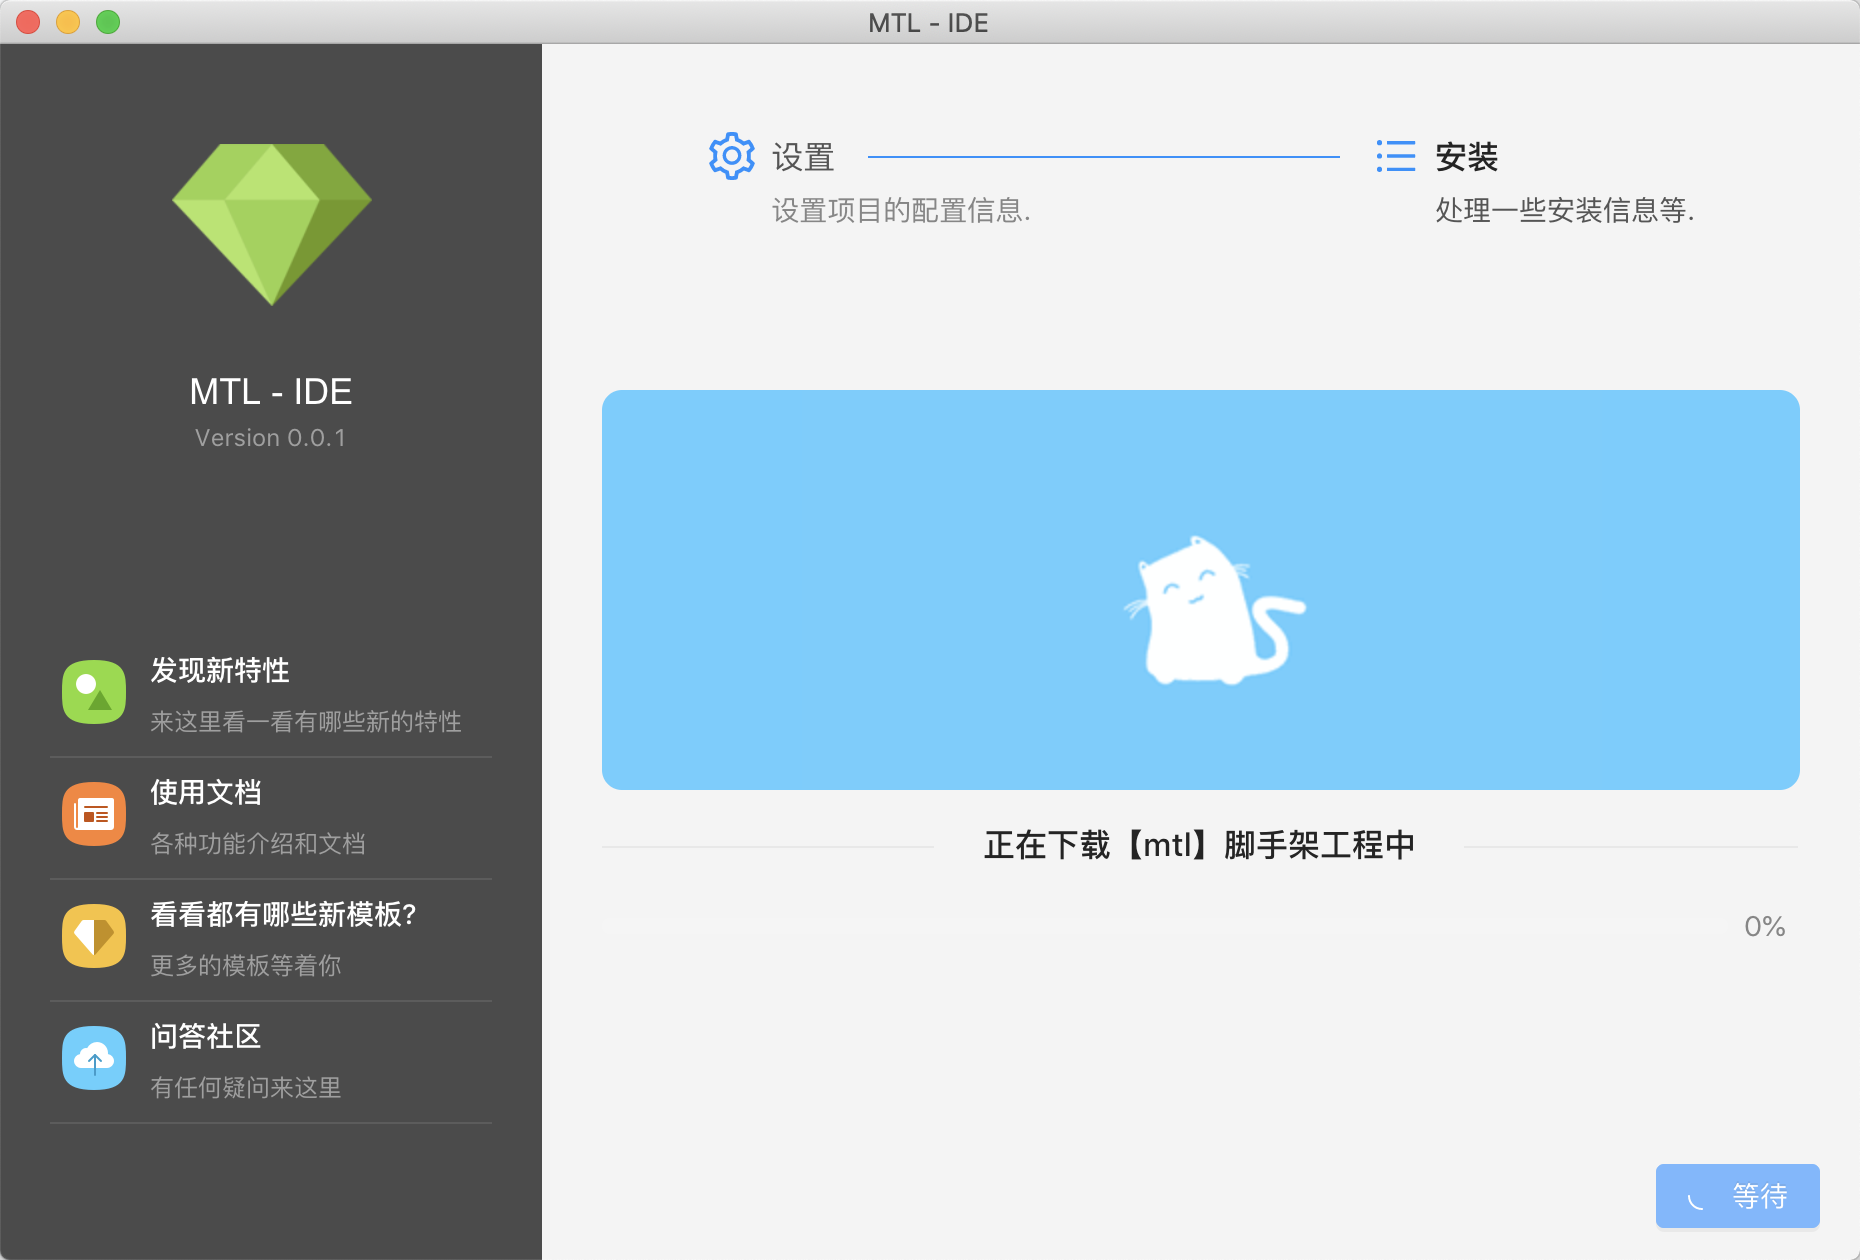 MTL - IDE
MTL - IDE
Version 0.0.1
发现新特性
来这里看一看有哪些新的特性
使用文档
各种功能介绍和文档
看看都有哪些新模板?
更多的模板等着你
问答社区
有任何疑问来这里
设置
设置项目的配置信息.
安装
处理一些安装信息等.
正在下载【mtl】脚手架工程中
0%
等待